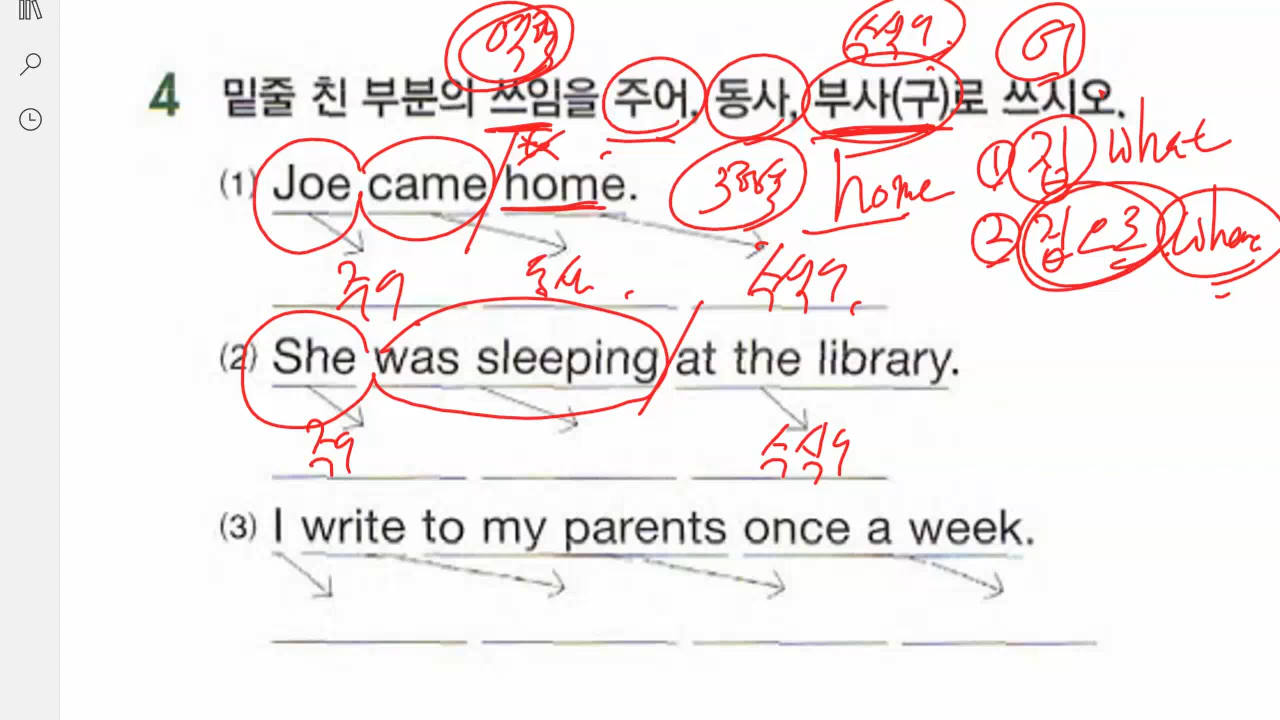 역할 수식어 어
4 밑줄 친 부분의 쓰임을 주어, 동사, 부사(구)로 쓰시오.
① 집 what
(1) Joe came home. home
② 집으로 where
주어 동사 수식어
(2) She was sleeping at the library.
주어 수식어
(3) I write to my parents once a week.